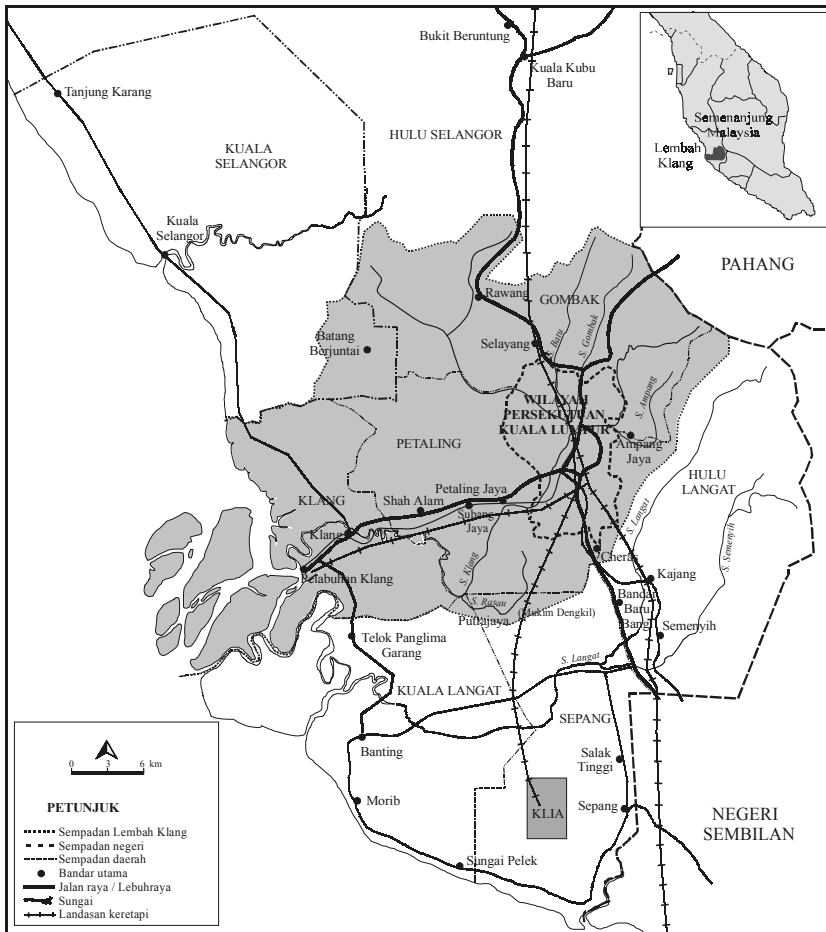 Bukit Beruntung
Kuala Kubu
Baru
Tanjung Karang
HULU SELANGOR
KUALA
SELANGOR
Semenanjung
Malaysia
Lembah
Klang
Kuala
Selangor
PAHANG
Rawang
GOMBAK
Batang
Berjuntai
Selayang
S. Batu
S. Gombak
WILAYAH
PERSEKUTUAN
KUALA LUMPUR
S. Ampang
PETALING
Ampang
Jaya
HULU
LANGAT
KLANG
Shah Alam
Petaling Jaya
Subang
Jaya
S. Langat
S. Semenyih
Klang
Cheras
Pelabuhan Klang
S. Klang
Kajang
S. Rasau
Putrajaya
(Mukim Dengkil)
Bandar
Baru
Bangi
Semenyih
Telok Panglima
Garang
S. Langat
KUALA LANGAT
SEPANG
Banting
Salak
Tinggi
Morib
KLIA
Sepang
NEGERI
SEMBILAN
Sungai Pelek
0 3 6 km
PETUNJUK
Sempadan Lembah Klang
Sempadan negeri
Sempadan daerah
Bandar utama
Jalan raya / Lebuhraya
Sungai
Landasan keretapi